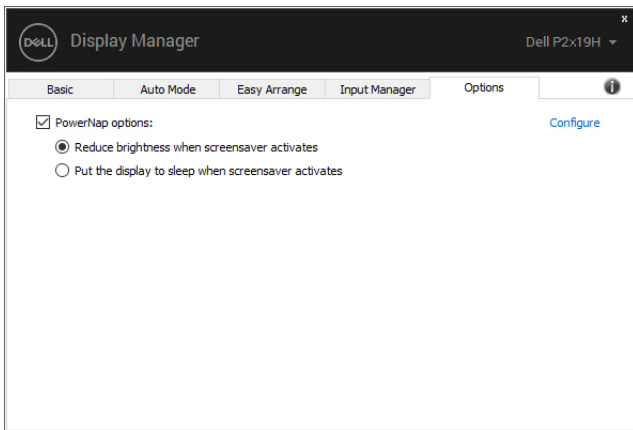 x
DELL Display Manager
Dell P2x19H
Basic Auto Mode Easy Arrange Input Manager Options
PowerNap options:
Configure
Reduce brightness when screensaver activates
Put the display to sleep when screensaver activates